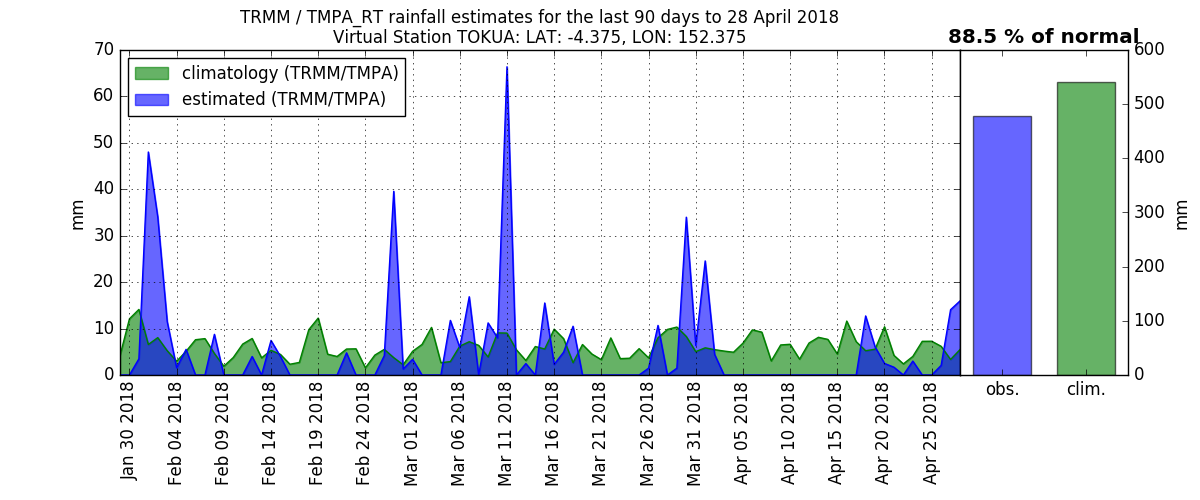 TRMM / TMPA_RT rainfall estimates for the last 90 days to 28 April 2018
Virtual Station TOKUA: LAT: -4.375, LON: 152.375
88.5 % of normal
climatology (TRMM/TMPA)
estimated (TRMM/TMPA)
mm
70
60
50
40
30
20
10
0
Jan 30 2018
Feb 04 2018
Feb 09 2018
Feb 14 2018
Feb 19 2018
Feb 24 2018
Mar 01 2018
Mar 06 2018
Mar 11 2018
Mar 16 2018
Mar 21 2018
Mar 26 2018
Mar 31 2018
Apr 05 2018
Apr 10 2018
Apr 15 2018
Apr 20 2018
Apr 25 2018
obs.
clim.
600
500
400
300
200
100
0
mm